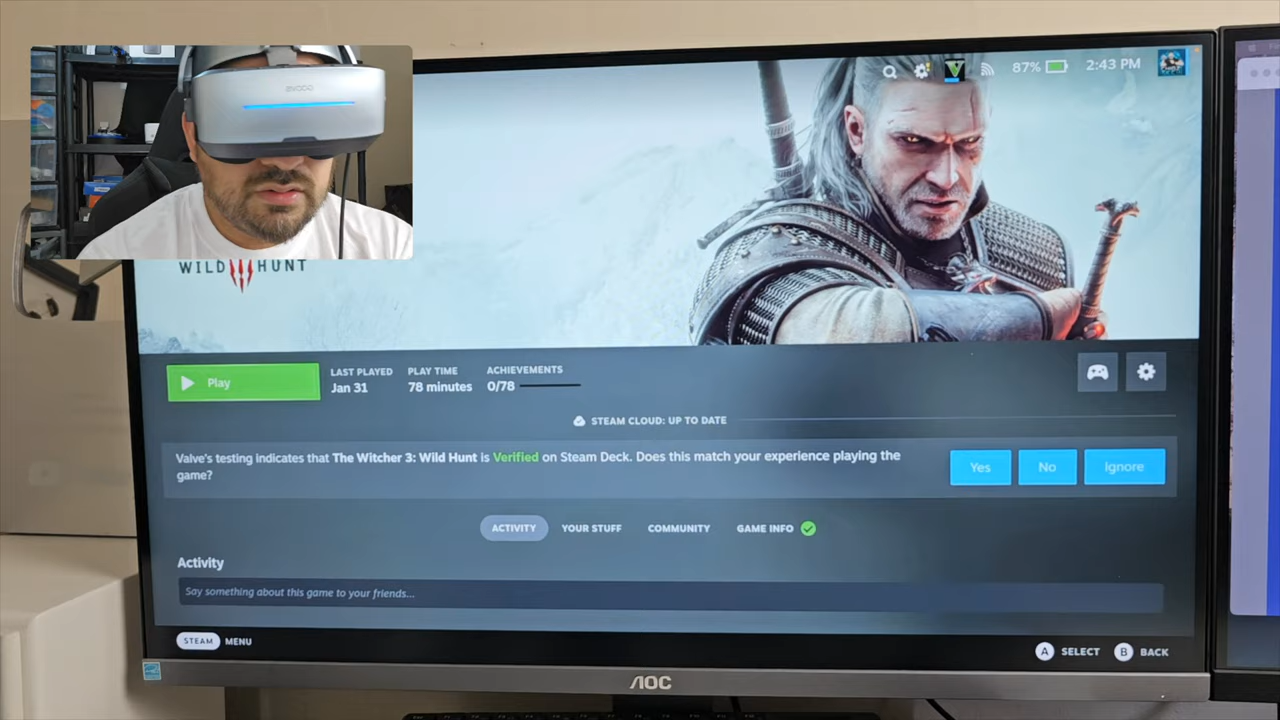 87%
2:43 PM
WILD HUNT
Play
LAST PLAYED
Jan 31
PLAY TIME
78 minutes
ACHIEVEMENTS
0/78
STEAM CLOUD: UP TO DATE
Valve's testing indicates that The Witcher 3: Wild Hunt is Verified on Steam Deck. Does this match your experience playing the
game?
Yes
No
Ignore
ACTIVITY
YOUR STUFF
COMMUNITY
GAME INFO
Activity
Say something about this game to your friends...
STEAM MENU
A SELECT
B BACK
AOC